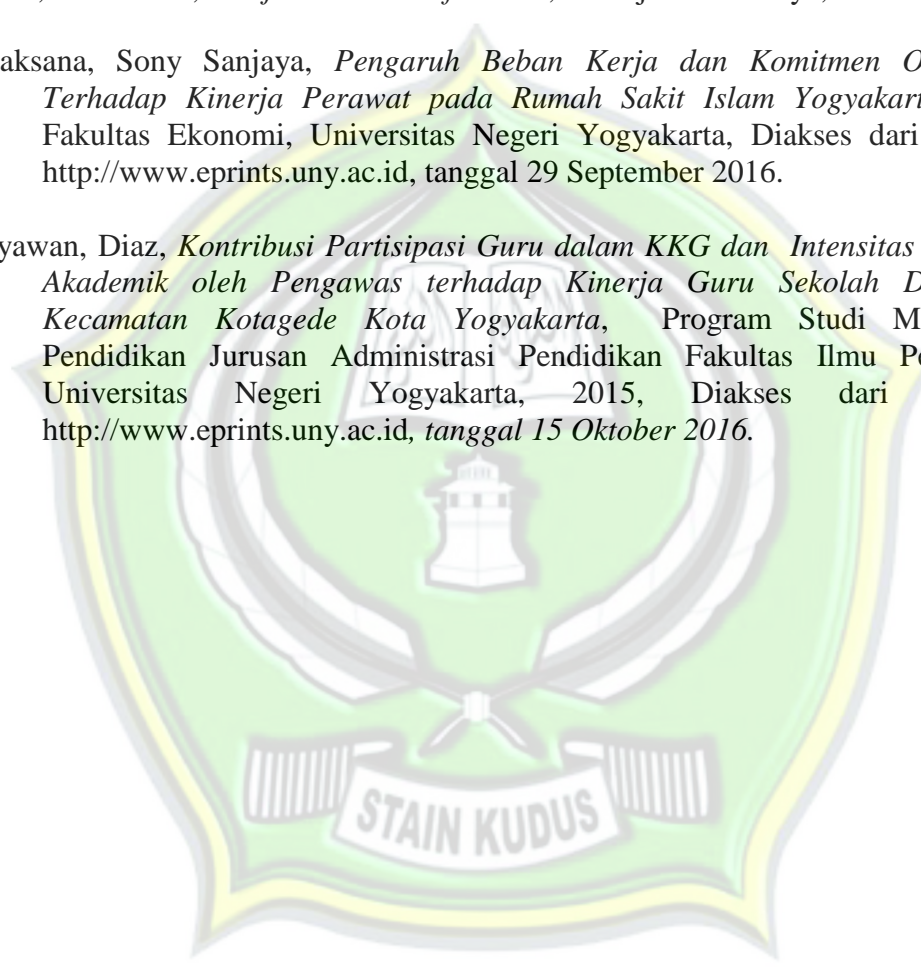 aksana, Sony Sanjaya, Pengaruh Beban Kerja dan Komitmen O
Terhadap Kinerja Perawat pada Rumah Sakit Islam Yogyakart
Fakultas Ekonomi, Universitas Negeri Yogyakarta, Diakses dari
http://www.eprints.uny.ac.id, tanggal 29 September 2016.
yawan, Diaz, Kontribusi Partisipasi Guru dalam KKG dan Intensitas
Akademik oleh Pengawas terhadap Kinerja Guru Sekolah D
Kecamatan Kotagede Kota Yogyakarta, Program Studi M
Pendidikan Jurusan Administrasi Pendidikan Fakultas Ilmu Pe
Universitas Negeri Yogyakarta, 2015, Diakses dari
http://www.eprints.uny.ac.id, tanggal 15 Oktober 2016.
STAIN KUDUS